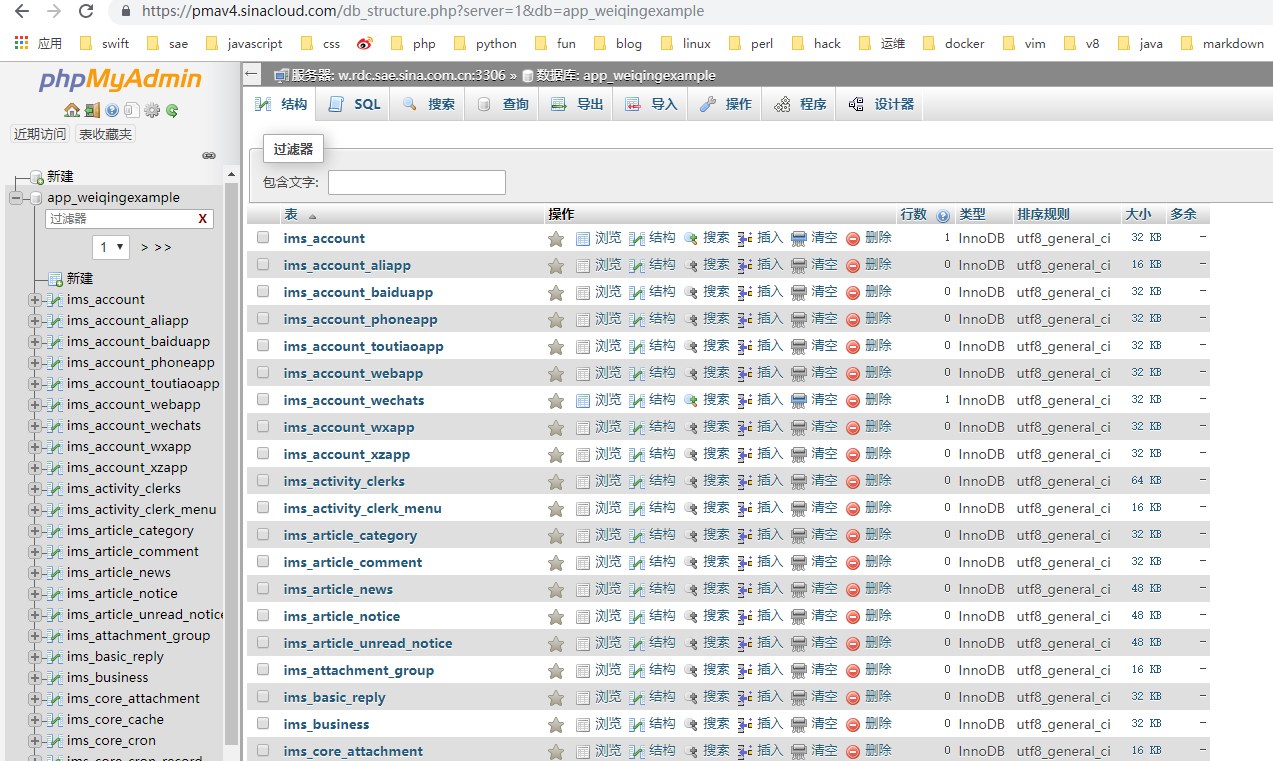 https://pmav4.sinacloud.com/db_structure.php?server=1&db=app_weiqingexample
应用 swift sae javascript css php python fun blog linux perl hack 运维 docker vim v8 java markdown
phpMyAdmin
近期访问 表收藏夹
新建
app_weiqingexample
过滤器 X
1 > >>
新建
ims_account
ims_account_aliapp
ims_account_baiduapp
ims_account_phoneapp
ims_account_toutiaoapp
ims_account_webapp
ims_account_wechats
ims_account_wxapp
ims_account_xzapp
ims_activity_clerks
ims_activity_clerk_menu
ims_article_category
ims_article_comment
ims_article_news
ims_article_notice
ims_article_unread_notice
ims_attachment_group
ims_basic_reply
ims_business
ims_core_attachment
ims_core_cache
ims_core_cron
ims_core_cron_record
服务器: w.rdc.sae.sina.com.cn:3306 » 数据库: app_weiqingexample
结构 SQL 搜索 查询 导出 导入 操作 程序 设计器
过滤器
包含文字:
表 操作 行数 类型 排序规则 大小 多余
ims_account 浏览 结构 搜索 插入 清空 删除 1 InnoDB utf8_general_ci 32 KB -
ims_account_aliapp 浏览 结构 搜索 插入 清空 删除 0 InnoDB utf8_general_ci 16 KB -
ims_account_baiduapp 浏览 结构 搜索 插入 清空 删除 0 InnoDB utf8_general_ci 32 KB -
ims_account_phoneapp 浏览 结构 搜索 插入 清空 删除 0 InnoDB utf8_general_ci 32 KB -
ims_account_toutiaoapp 浏览 结构 搜索 插入 清空 删除 0 InnoDB utf8_general_ci 32 KB -
ims_account_webapp 浏览 结构 搜索 插入 清空 删除 0 InnoDB utf8_general_ci 32 KB -
ims_account_wechats 浏览 结构 搜索 插入 清空 删除 1 InnoDB utf8_general_ci 32 KB -
ims_account_wxapp 浏览 结构 搜索 插入 清空 删除 0 InnoDB utf8_general_ci 32 KB -
ims_account_xzapp 浏览 结构 搜索 插入 清空 删除 0 InnoDB utf8_general_ci 32 KB -
ims_activity_clerks 浏览 结构 搜索 插入 清空 删除 0 InnoDB utf8_general_ci 64 KB -
ims_activity_clerk_menu 浏览 结构 搜索 插入 清空 删除 0 InnoDB utf8_general_ci 16 KB -
ims_article_category 浏览 结构 搜索 插入 清空 删除 0 InnoDB utf8_general_ci 32 KB -
ims_article_comment 浏览 结构 搜索 插入 清空 删除 0 InnoDB utf8_general_ci 32 KB -
ims_article_news 浏览 结构 搜索 插入 清空 删除 0 InnoDB utf8_general_ci 48 KB -
ims_article_notice 浏览 结构 搜索 插入 清空 删除 0 InnoDB utf8_general_ci 48 KB -
ims_article_unread_notice 浏览 结构 搜索 插入 清空 删除 0 InnoDB utf8_general_ci 48 KB -
ims_attachment_group 浏览 结构 搜索 插入 清空 删除 0 InnoDB utf8_general_ci 16 KB -
ims_basic_reply 浏览 结构 搜索 插入 清空 删除 0 InnoDB utf8_general_ci 32 KB -
ims_business 浏览 结构 搜索 插入 清空 删除 0 InnoDB utf8_general_ci 32 KB -
ims_core_attachment 浏览 结构 搜索 插入 清空 删除 0 InnoDB utf8_general_ci 16 KB -